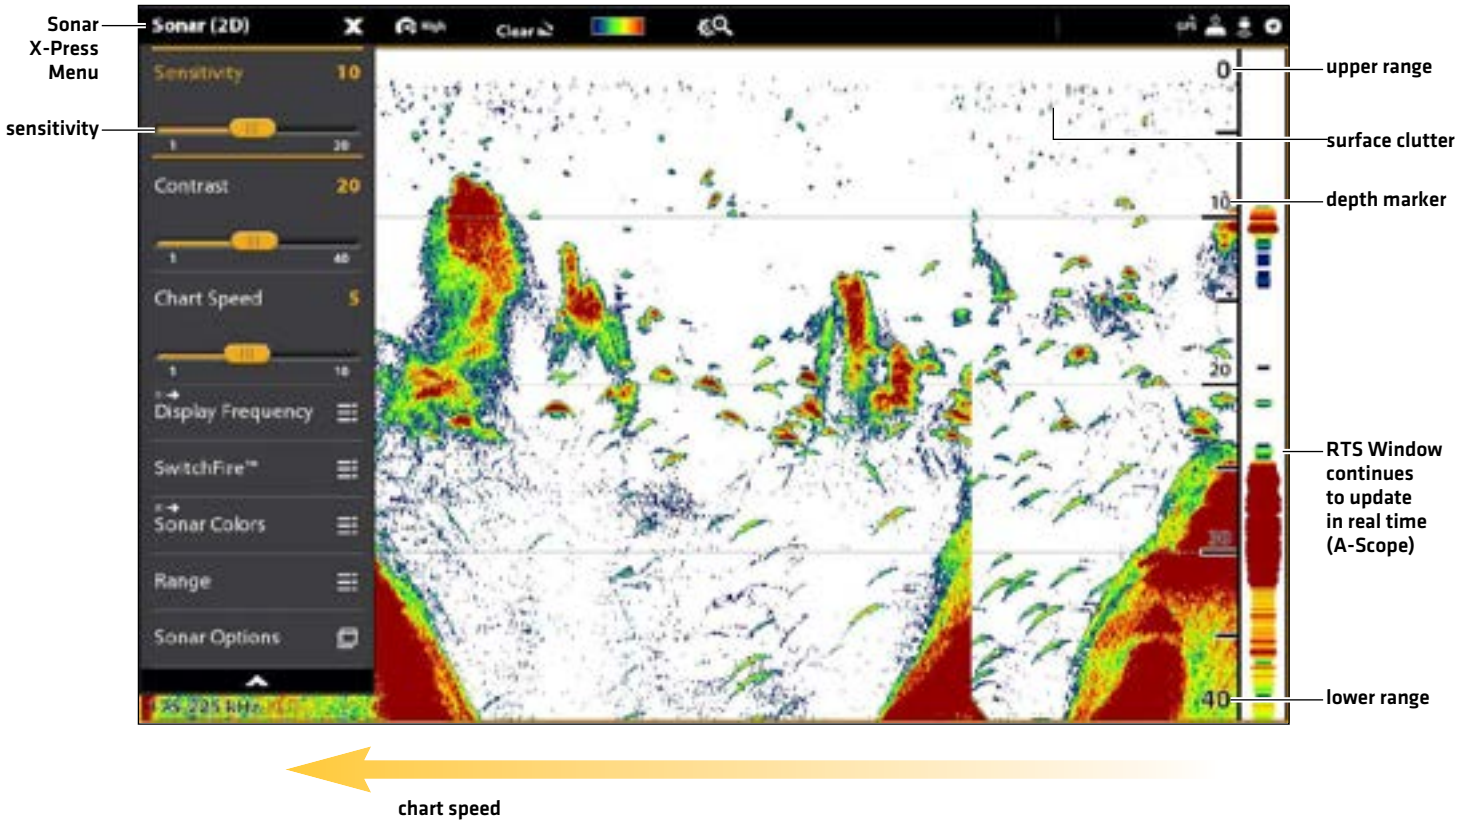 Sonar
X-Press
Menu
sensitivity
Sonar (2D)
High
Clear
Sensitivity 10
1 20
Contrast 20
1 40
Chart Speed 5
1 10
Display Frequency
SwitchFire™
Sonar Colors
Range
Sonar Options
0
10
20
30
40
upper range
surface clutter
depth marker
RTS Window
continues
to update
in real time
(A-Scope)
lower range
chart speed